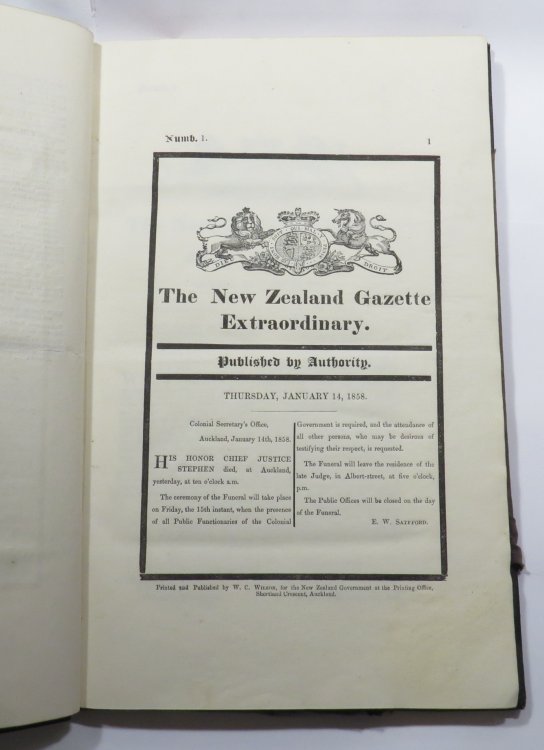 Numb. 1.
1
DIEU
DROIT
The New Zealand Gazette
Extraordinary.
Published by Authority.
THURSDAY, JANUARY 14, 1858.
Colonial Secretary's Office,
Auckland, January 14th, 1858.
HIS HONOR CHIEF JUSTICE
STEPHEN died, at Auckland,
yesterday, at ten o'clock a.m.
The ceremony of the Funeral will take place
on Friday, the 15th instant, when the presence
of all Public Functionaries of the Colonial
Government is required, and the attendance of
all other persons, who may be desirous of
testifying their respect, is requested.
The Funeral will leave the residence of the
late Judge, in Albert-street, at five o'clock,
p.m.
The Public Offices will be closed on the day
of the Funeral.
E. W. STAFFORD.
Printed and Published by W. C. WILSON, for the New Zealand Government at the Printing Office,
Shortland Crescent, Auckland.